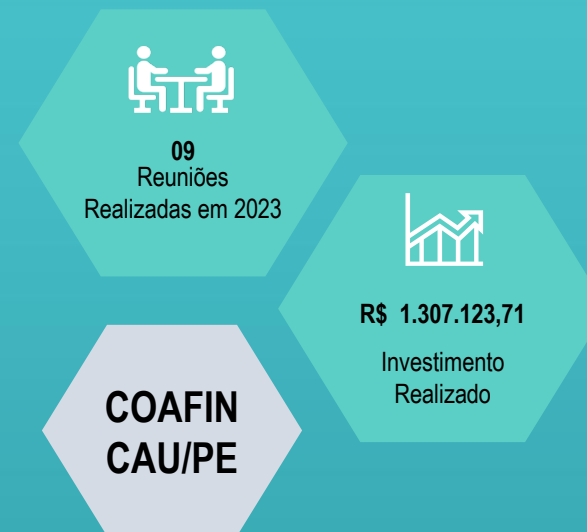 09
Reuniões
Realizadas em 2023
R$ 1.307.123,71
Investimento
Realizado
COAFIN
CAU/PE